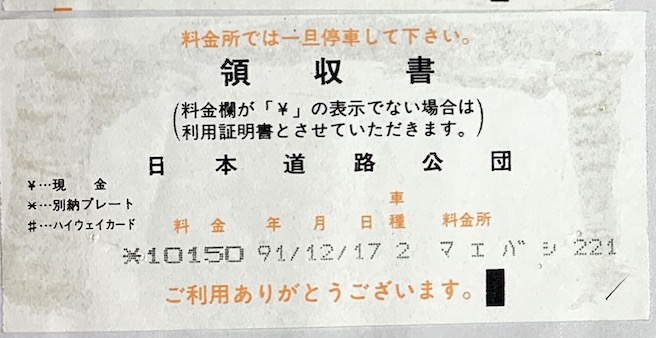 料金所では一旦停車して下さい。
領収書
(料金欄が「¥」の表示でない場合は
利用証明書とさせていただきます。)
日本道路公団
¥…現金
※…別納プレート
#…ハイウェイカード
料金 年 月 日 車種 料金所
※10150 91/12/17 2 マエバシ 221
ご利用ありがとうございます。